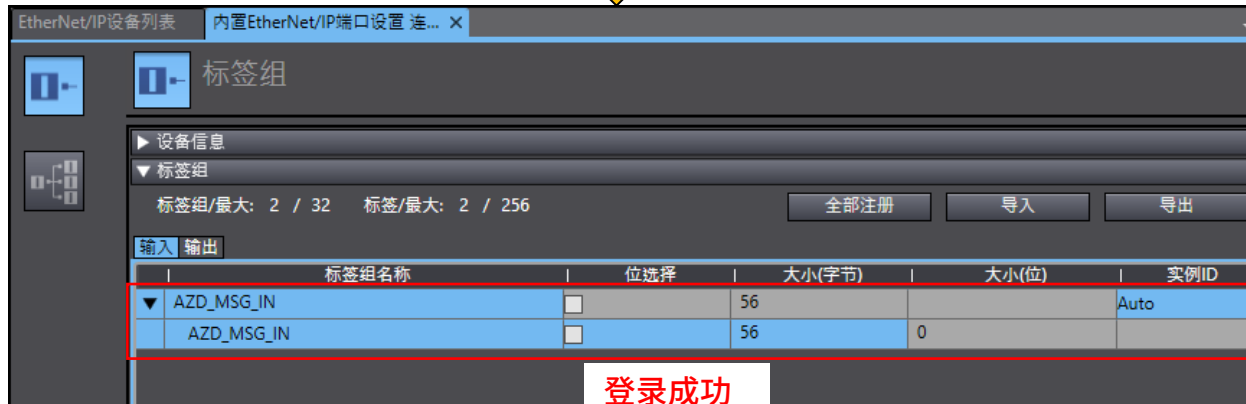 EtherNet/IP设备列表 内置EtherNet/IP端口设置 连...
标签组
设备信息
标签组
标签组/最大: 2 / 32 标签/最大: 2 / 256 全部注册 导入 导出
输入 输出
标签组名称 位选择 大小(字节) 大小(位) 实例ID
AZD_MSG_IN 56 Auto
AZD_MSG_IN 56 0
登录成功